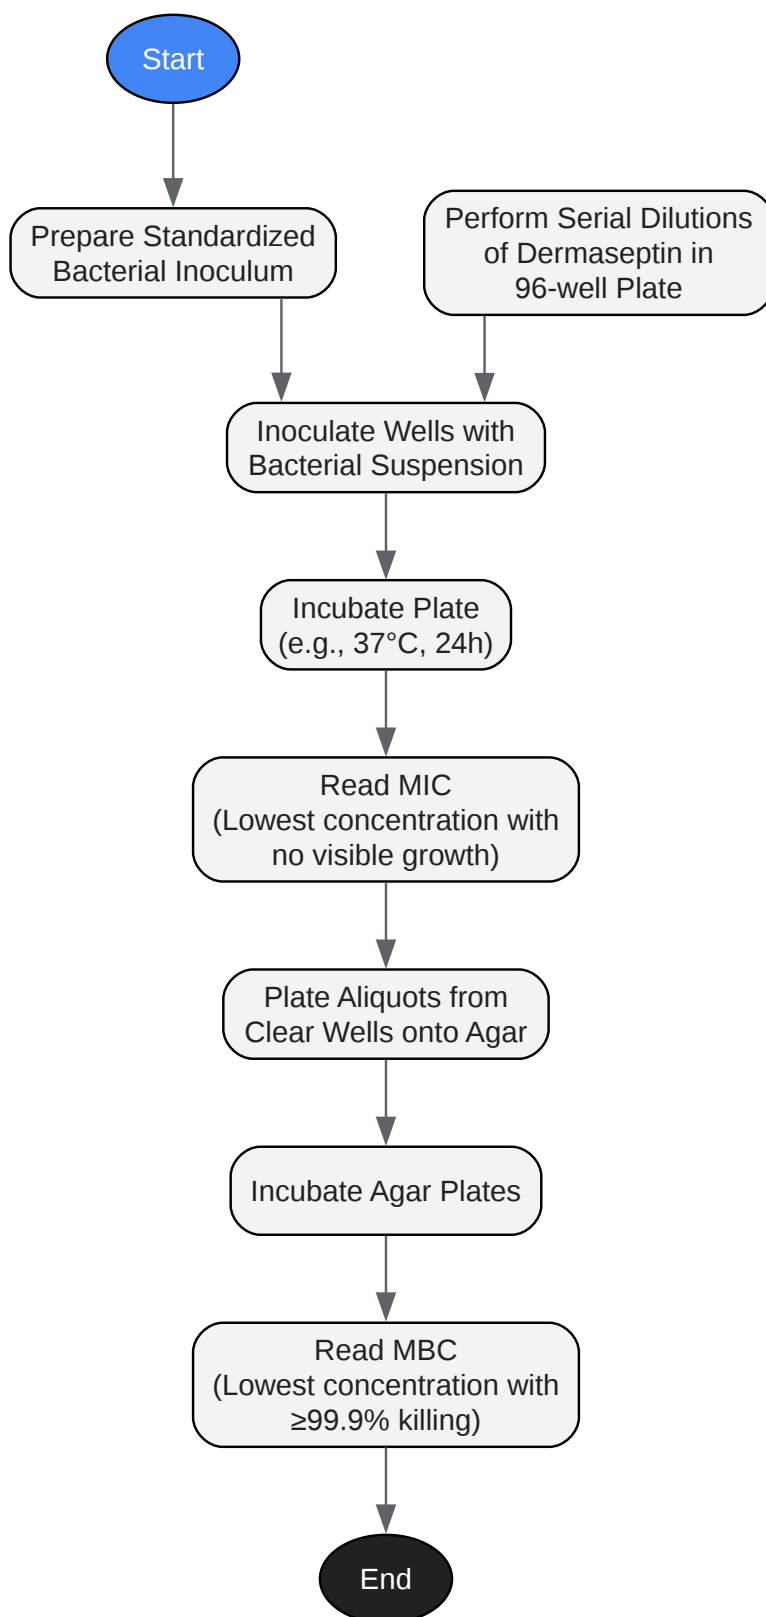 Start
Prepare Standardized
Bacterial Inoculum
Perform Serial Dilutions
of Dermaseptin in
96-well Plate
Inoculate Wells with
Bacterial Suspension
Incubate Plate
(e.g., 37°C, 24h)
Read MIC
(Lowest concentration with
no visible growth)
Plate Aliquots from
Clear Wells onto Agar
Incubate Agar Plates
Read MBC
(Lowest concentration with
≥99.9% killing)
End